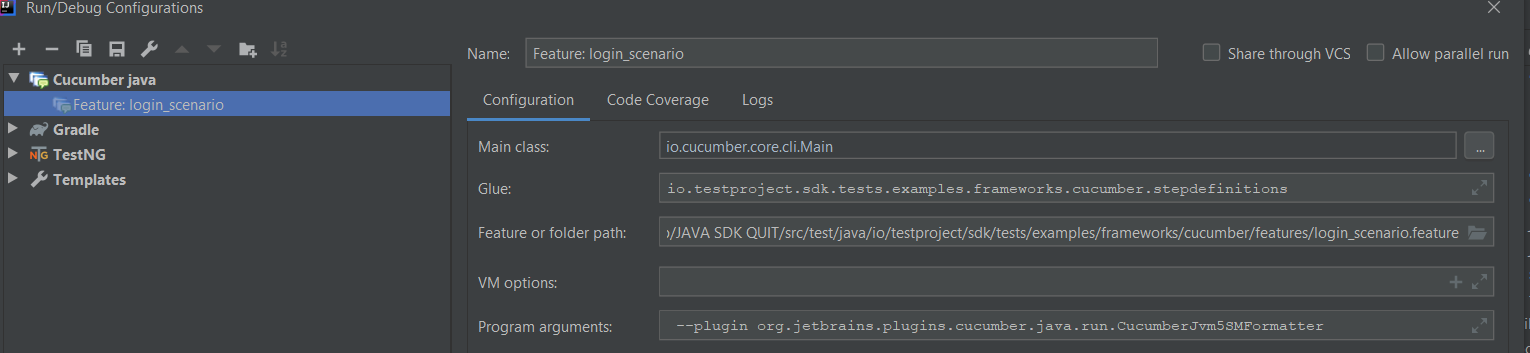 Run/Debug Configurations
Name: Feature: login_scenario Share through VCS Allow parallel run
Cucumber java
Feature: login_scenario
Gradle
TestNG
Templates
Configuration Code Coverage Logs
Main class: io.cucumber.core.cli.Main ...
Glue: io.testproject.sdk.tests.examples.frameworks.cucumber.stepdefinitions
Feature or folder path: /JAVA SDK QUIT/src/test/java/io/testproject/sdk/tests/examples/frameworks/cucumber/features/login_scenario.feature
VM options:
Program arguments: --plugin org.jetbrains.plugins.cucumber.java.run.CucumberJvm5SMFormatter